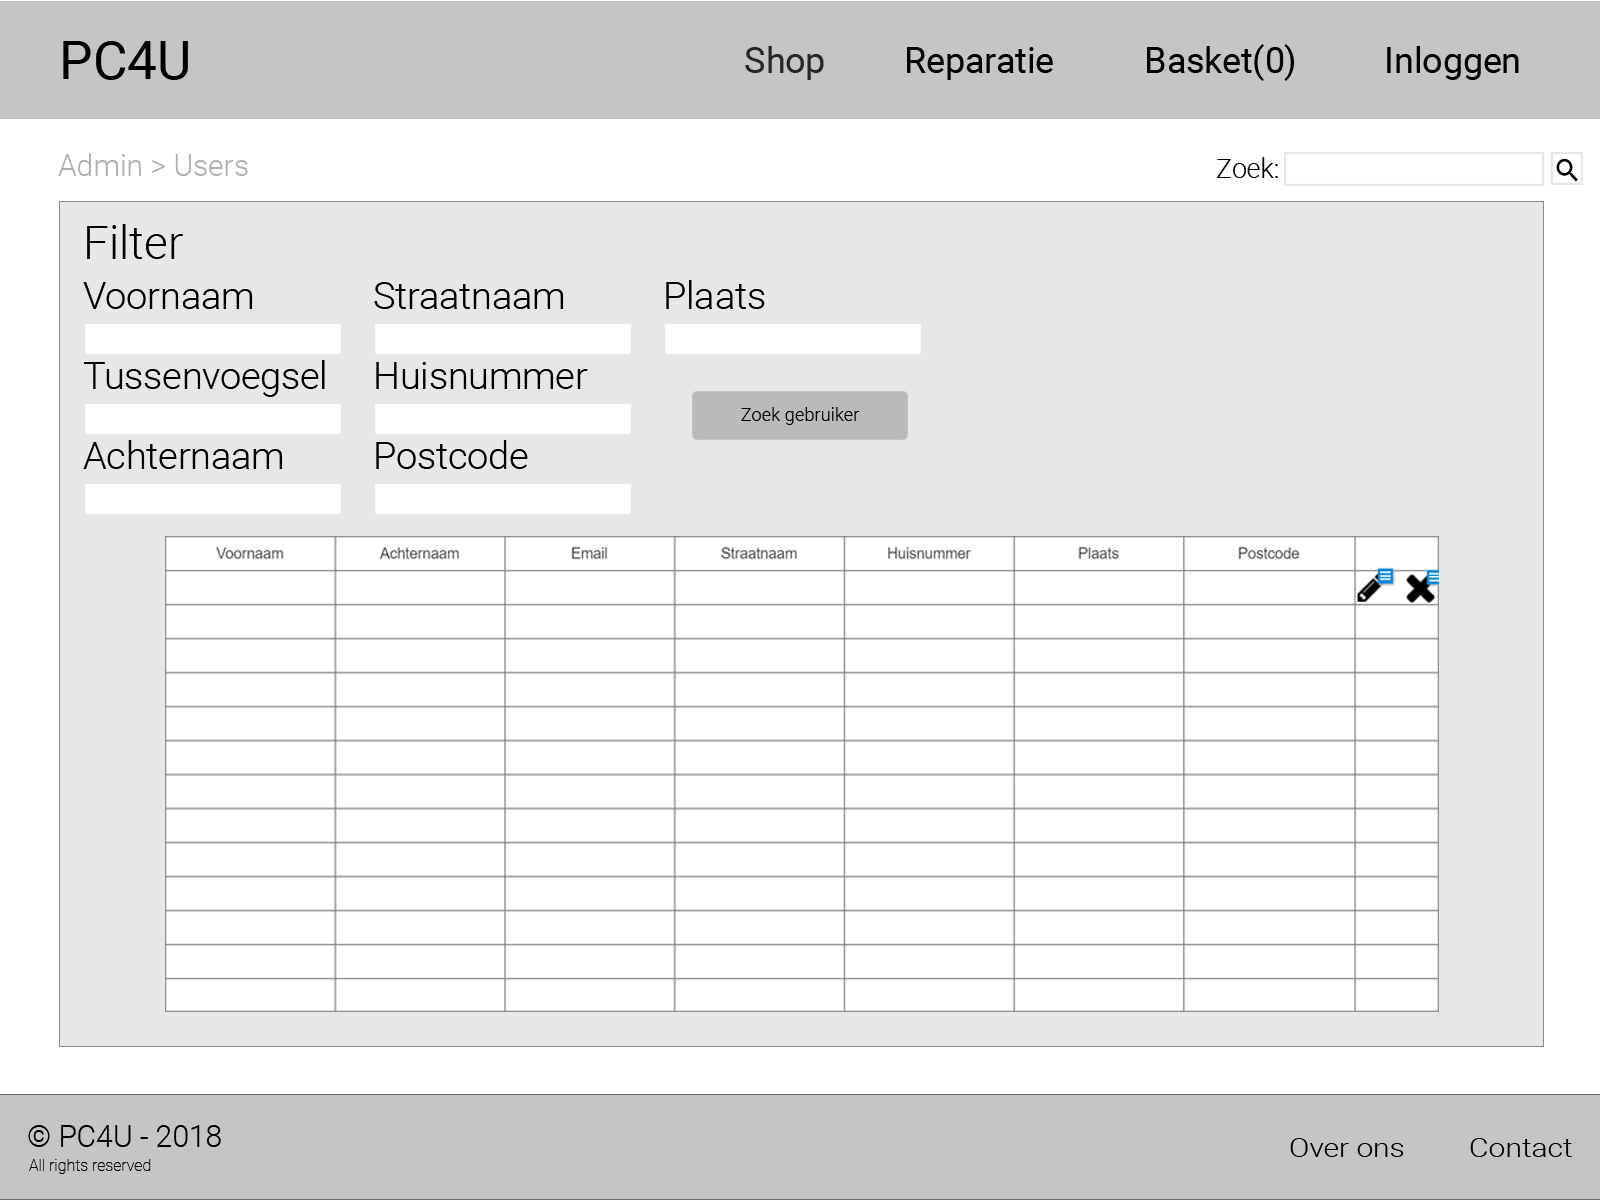 PC4U
Shop Reparatie Basket(0) Inloggen
Admin > Users
Zoek:
Filter
Voornaam Straatnaam Plaats
Tussenvoegsel Huisnummer
Zoek gebruiker
Achternaam Postcode
Voornaam Achternaam Email Straatnaam Huisnummer Plaats Postcode
© PC4U - 2018
All rights reserved
Over ons Contact